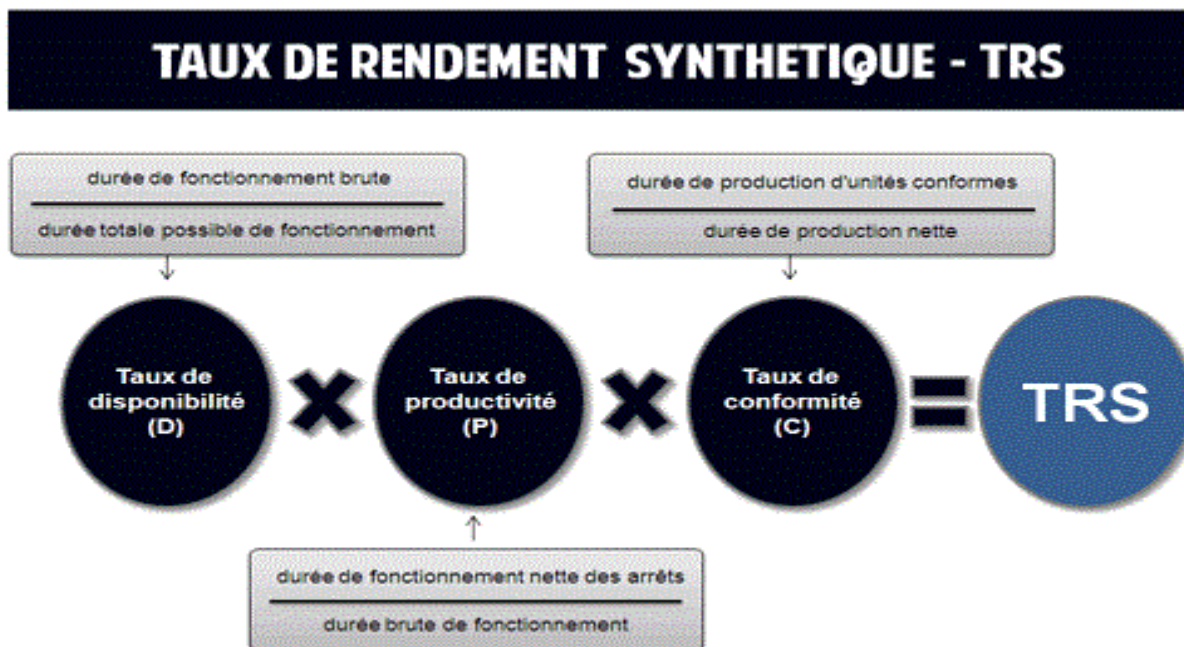 TAUX DE RENDEMENT SYNTHETIQUE - TRS
durée de fonctionnement brute
durée totale possible de fonctionnement
durée de production d'unités conformes
durée de production nette
Taux de
disponibilité
(D)
×
Taux de
productivité
(P)
×
Taux de
conformité
(C)
=
TRS
durée de fonctionnement nette des arrêts
durée brute de fonctionnement